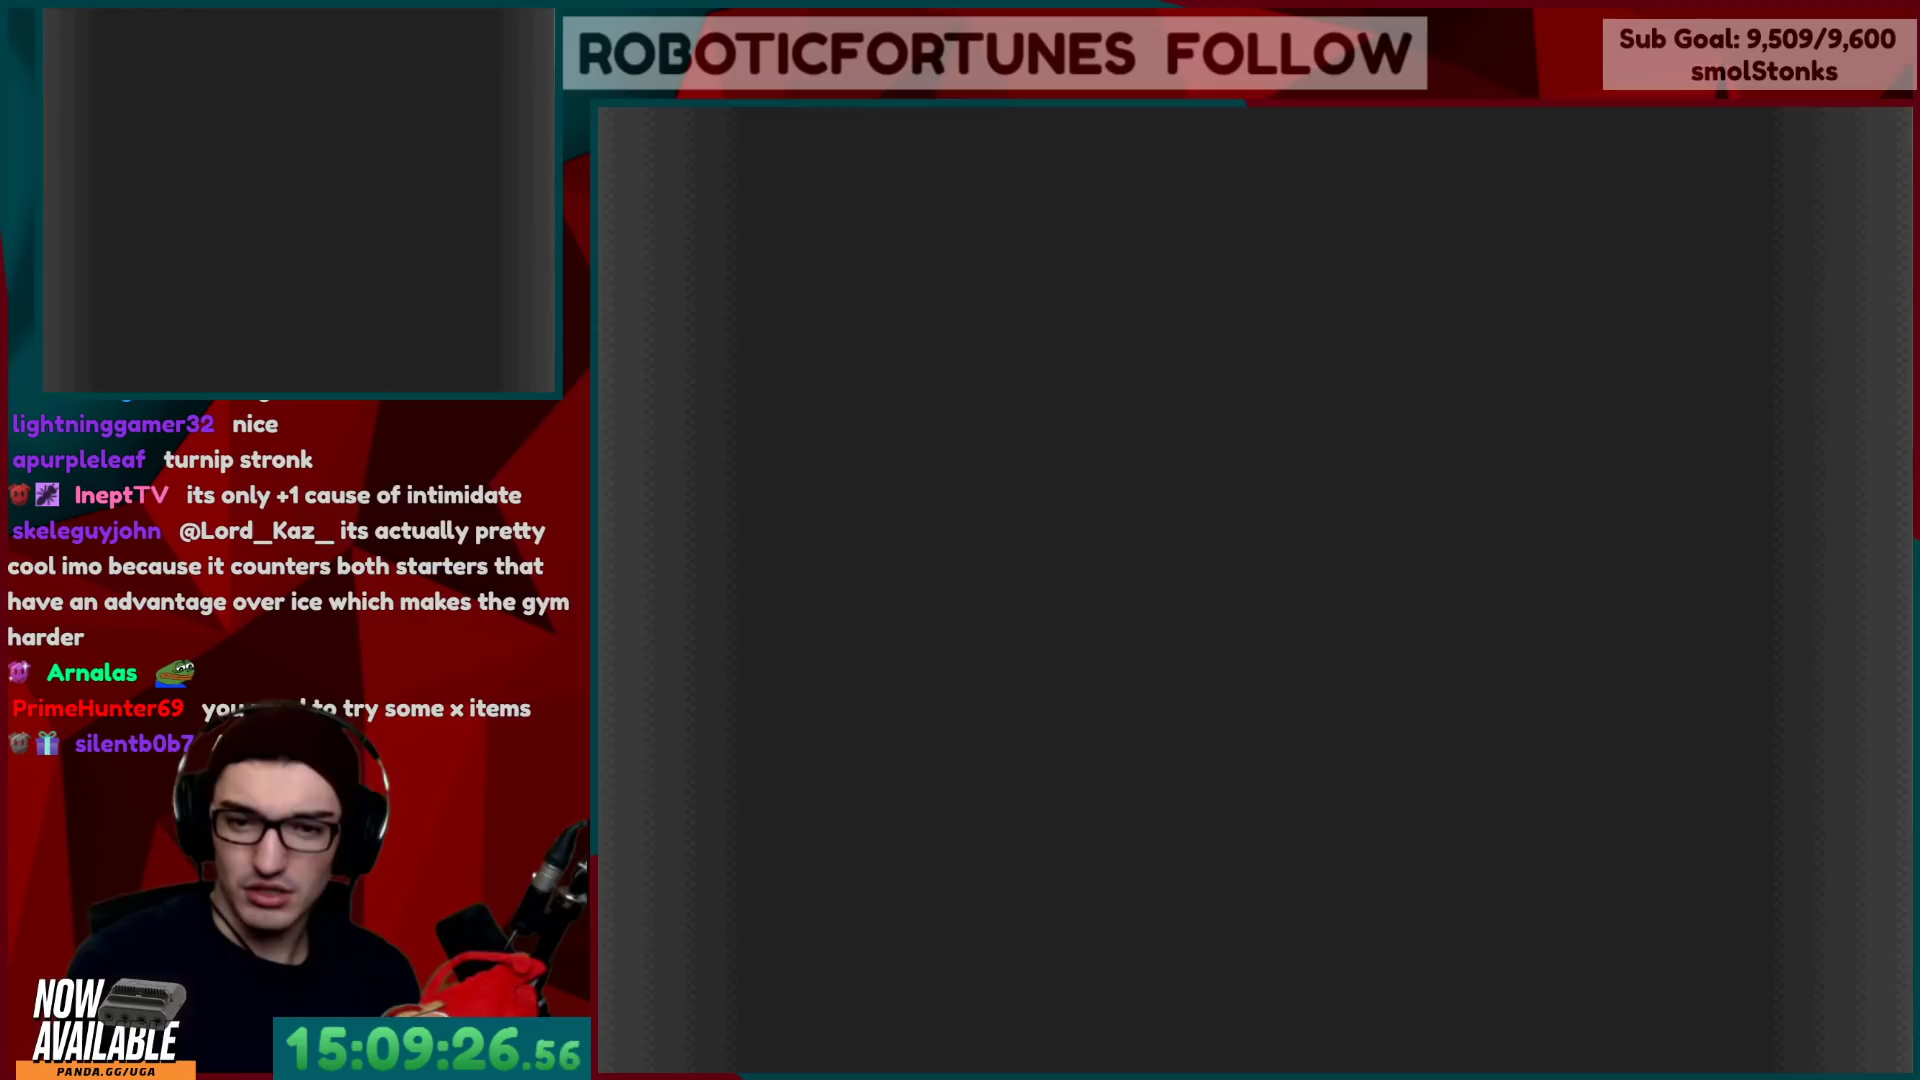 ROBOTICFORTUNES FOLLOW
Sub Goal: 9,509/9,600
smolStonks
lightninggamer32 nice
apurpleleaf turnip stronk
IneptTV its only +1 cause of intimidate
skeleguyjohn @Lord_Kaz_ its actually pretty
cool imo because it counters both starters that
have an advantage over ice which makes the gym
harder
Arnalas
PrimeHunter69 to try some x items
silentb0b7
NOW
AVAILABLE
PANDA.GG/UGA
15:09:26.56